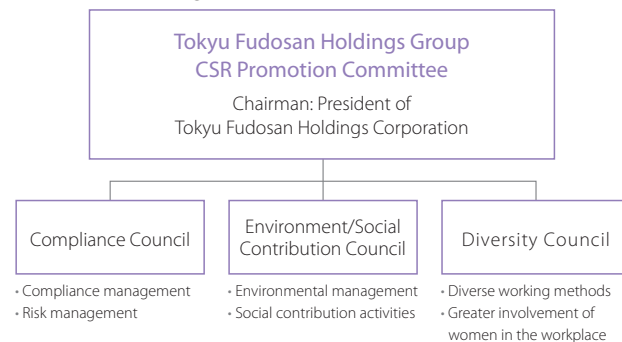 Tokyu Fudosan Holdings Group
CSR Promotion Committee
Chairman: President of
Tokyu Fudosan Holdings Corporation
Compliance Council
• Compliance management
• Risk management
Environment/Social
Contribution Council
• Environmental management
• Social contribution activities
Diversity Council
• Diverse working methods
• Greater involvement of
women in the workplace